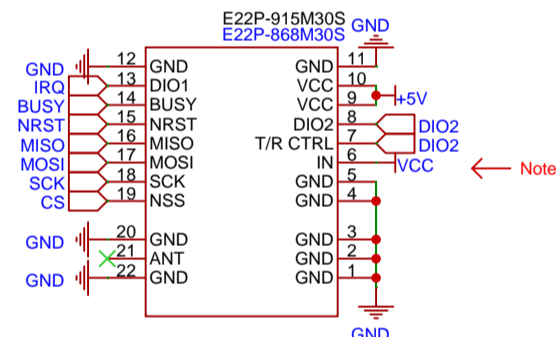 E22P-915M30S
E22P-868M30S
GND
GND 12 GND GND 11
IRQ 13 DIO1 VCC 10
BUSY 14 BUSY VCC 9 +5V
NRST 15 NRST DIO2 8 DIO2
MISO 16 MISO T/R CTRL 7 DIO2
MOSI 17 MOSI IN 6 VCC Note
SCK 18 SCK GND 5
CS 19 NSS GND 4
GND 20 GND GND 3
21 ANT GND 2
GND 22 GND GND 1
GND